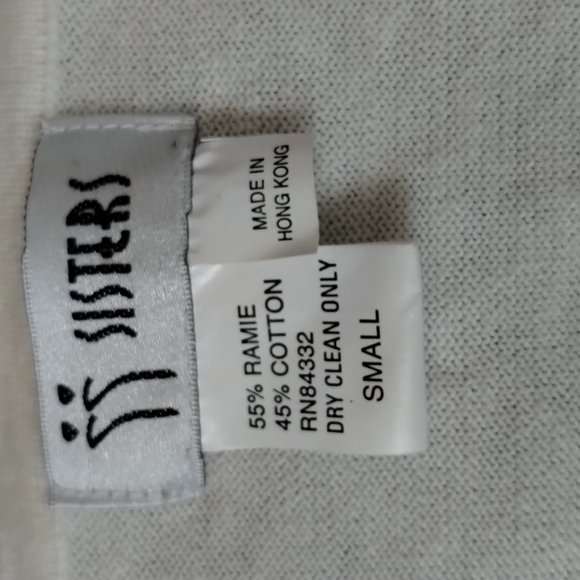 SISTERS
MADE IN
HONG KONG
55% RAMIE
45% COTTON
RN84332
DRY CLEAN ONLY
SMALL